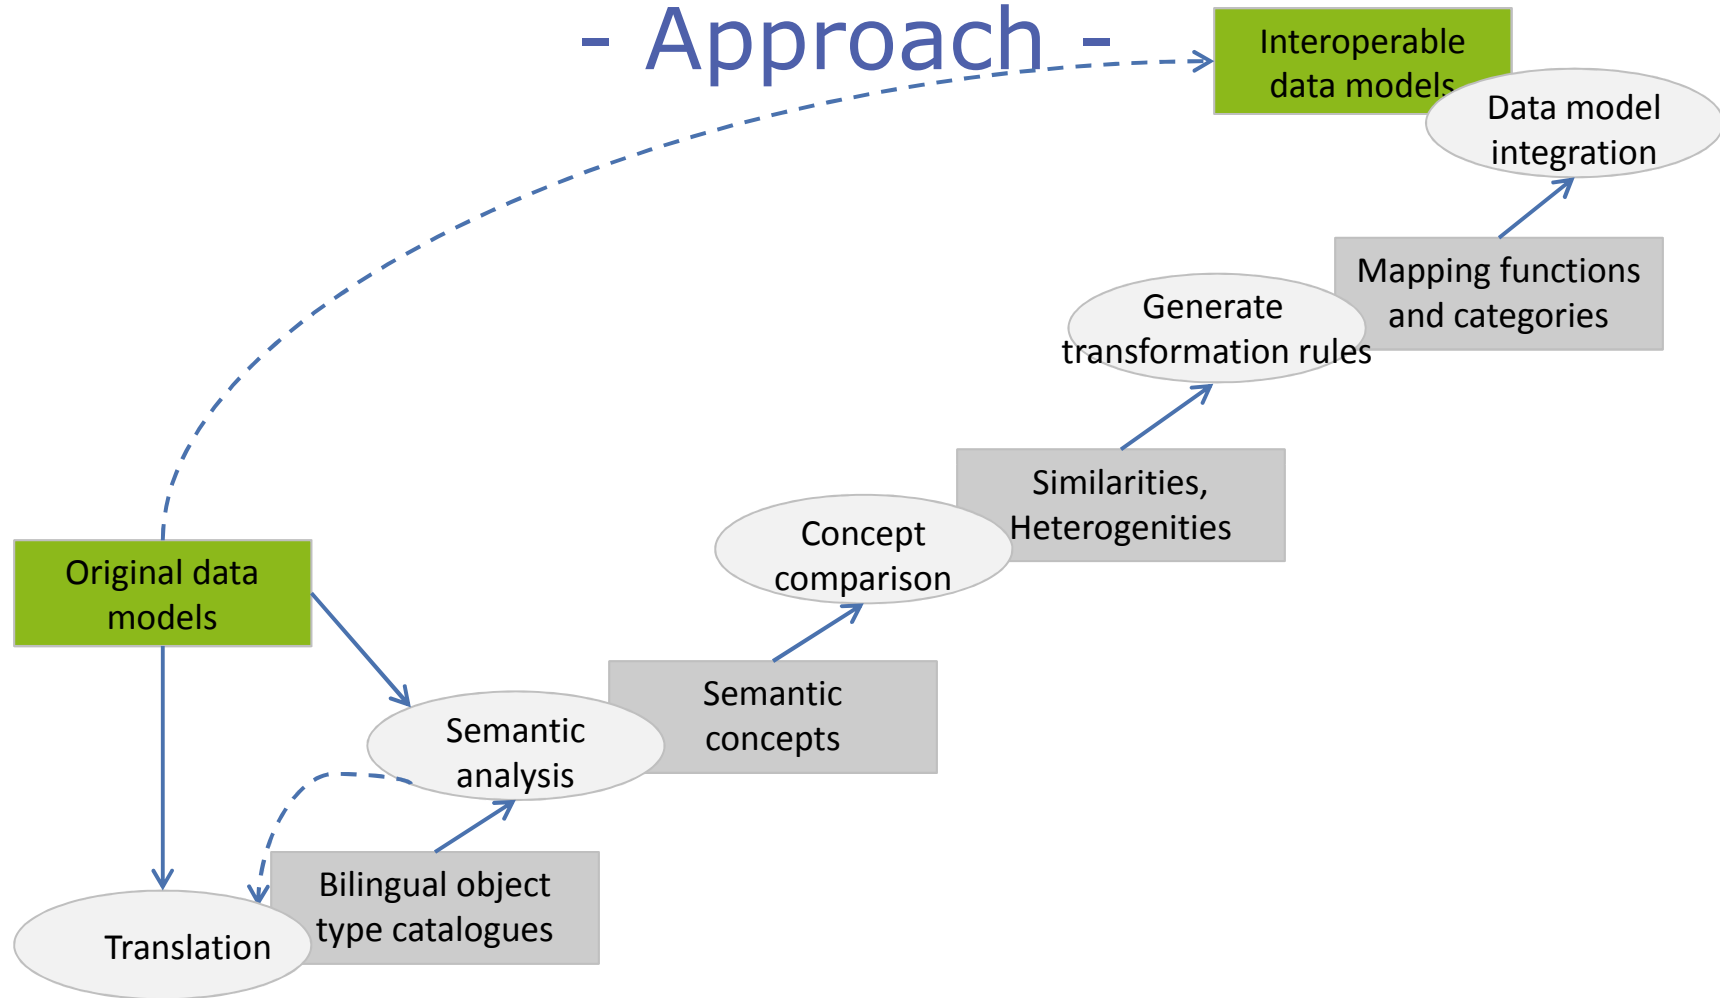 - Approach -
Interoperable
data models
Data model
integration
Mapping functions
and categories
Generate
transformation rules
Similarities,
Heterogenities
Concept
comparison
Original data
models
Semantic
concepts
Semantic
analysis
Bilingual object
type catalogues
Translation